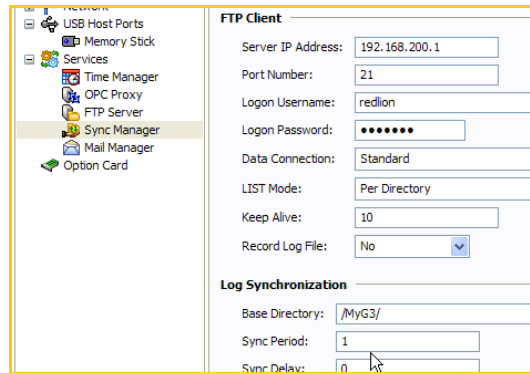 Network
USB Host Ports
Memory Stick
Services
Time Manager
OPC Proxy
FTP Server
Sync Manager
Mail Manager
Option Card
FTP Client
Server IP Address: 192.168.200.1
Port Number: 21
Logon Username: redlion
Logon Password: •••••••
Data Connection: Standard
LIST Mode: Per Directory
Keep Alive: 10
Record Log File: No
Log Synchronization
Base Directory: /MyG3/
Sync Period: 1
Sync Delay: 0